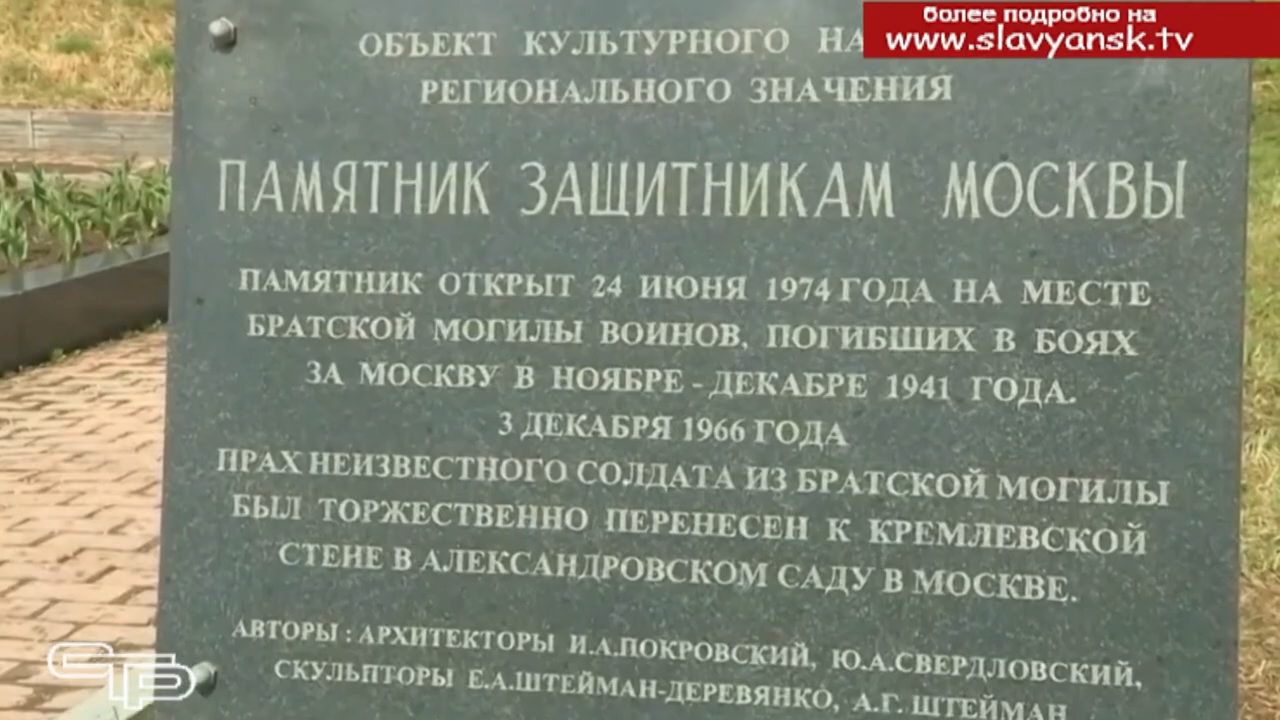 более подробно на
www.slavyansk.tv
ОБЪЕКТ КУЛЬТУРНОГО НА
РЕГИОНАЛЬНОГО ЗНАЧЕНИЯ
ПАМЯТНИК ЗАЩИТНИКАМ МОСКВЫ
ПАМЯТНИК ОТКРЫТ 24 ИЮНЯ 1974 ГОДА НА МЕСТЕ
БРАТСКОЙ МОГИЛЫ ВОИНОВ, ПОГИБШИХ В БОЯХ
ЗА МОСКВУ В НОЯБРЕ - ДЕКАБРЕ 1941 ГОДА.
3 ДЕКАБРЯ 1966 ГОДА
ПРАХ НЕИЗВЕСТНОГО СОЛДАТА ИЗ БРАТСКОЙ МОГИЛЫ
БЫЛ ТОРЖЕСТВЕННО ПЕРЕНЕСЕН К КРЕМЛЕВСКОЙ
СТЕНЕ В АЛЕКСАНДРОВСКОМ САДУ В МОСКВЕ.
АВТОРЫ : АРХИТЕКТОРЫ И.А.ПОКРОВСКИЙ, Ю.А.СВЕРДЛОВСКИЙ,
СКУЛЬПТОРЫ Е.А.ШТЕЙМАН-ДЕРЕВЯНКО, А.Г. ШТЕЙМАН
СТВ